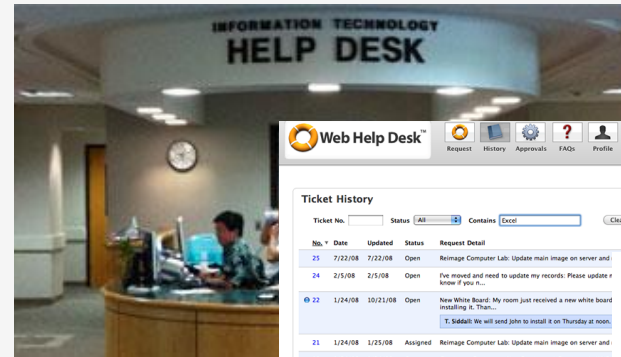 INFORMATION TECHNOLOGY
HELP DESK
Web Help Desk™
Request History Approvals FAQs Profile
Ticket History
Ticket No. Status All Contains Excel
No. Date Updated Status Request Detail
25 7/22/08 7/22/08 Open Reimage Computer Lab: Update main image on server and
24 2/5/08 2/5/08 Open I've moved and need to update my records: Please update
know if you n...
22 1/24/08 10/21/08 Open New White Board: My room just received a new white board
installing it. Than...
T. Siddall: We will send John to install it on Thursday at noon.
21 1/24/08 1/25/08 Assigned Reimage Computer Lab: Update main image on server and